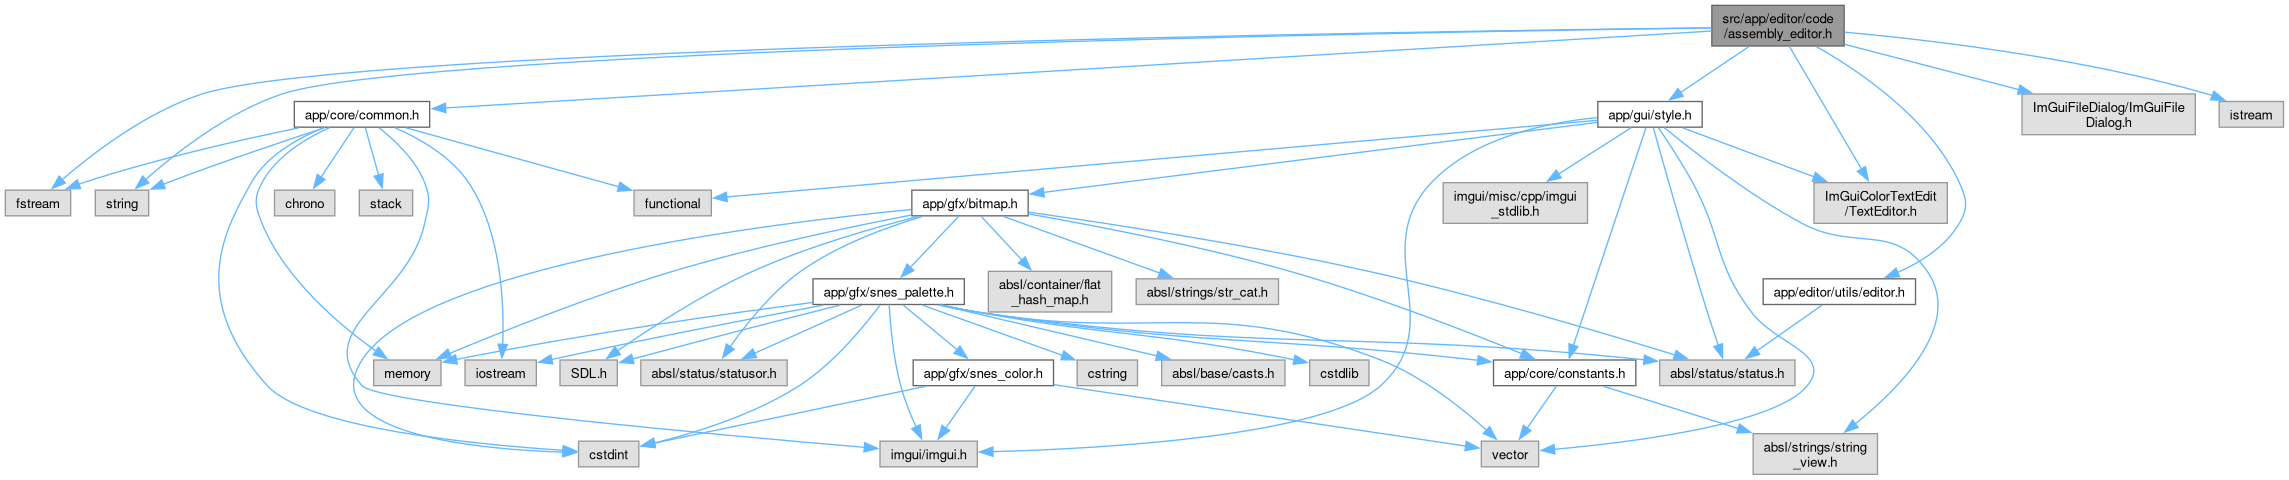 src/app/editor/code
/assembly_editor.h
app/core/common.h
app/gui/style.h
ImGuiFileDialog/ImGuiFile
Dialog.h
istream
fstream
string
chrono
stack
functional
app/gfx/bitmap.h
imgui/misc/cpp/imgui
_stdlib.h
ImGuiColorTextEdit
/TextEditor.h
app/gfx/snes_palette.h
absl/container/flat
_hash_map.h
absl/strings/str_cat.h
app/editor/utils/editor.h
memory
iostream
SDL.h
absl/status/statusor.h
app/gfx/snes_color.h
cstring
absl/base/casts.h
cstdlib
app/core/constants.h
absl/status/status.h
cstdint
imgui/imgui.h
vector
absl/strings/string
_view.h